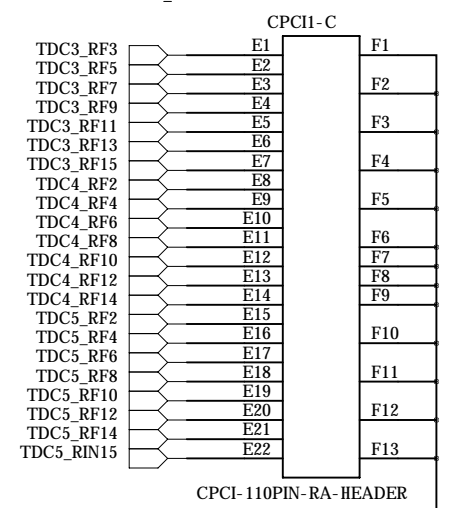 CPCI1-C
TDC3_RF3 E1 F1
TDC3_RF5 E2
TDC3_RF7 E3 F2
TDC3_RF9 E4
TDC3_RF11 E5 F3
TDC3_RF13 E6
TDC3_RF15 E7 F4
TDC4_RF2 E8
TDC4_RF4 E9 F5
TDC4_RF6 E10
TDC4_RF8 E11 F6
TDC4_RF10 E12 F7
TDC4_RF12 E13 F8
TDC4_RF14 E14 F9
TDC5_RF2 E15
TDC5_RF4 E16 F10
TDC5_RF6 E17
TDC5_RF8 E18 F11
TDC5_RF10 E19
TDC5_RF12 E20 F12
TDC5_RF14 E21
TDC5_RIN15 E22 F13
CPCI-110PIN-RA-HEADER